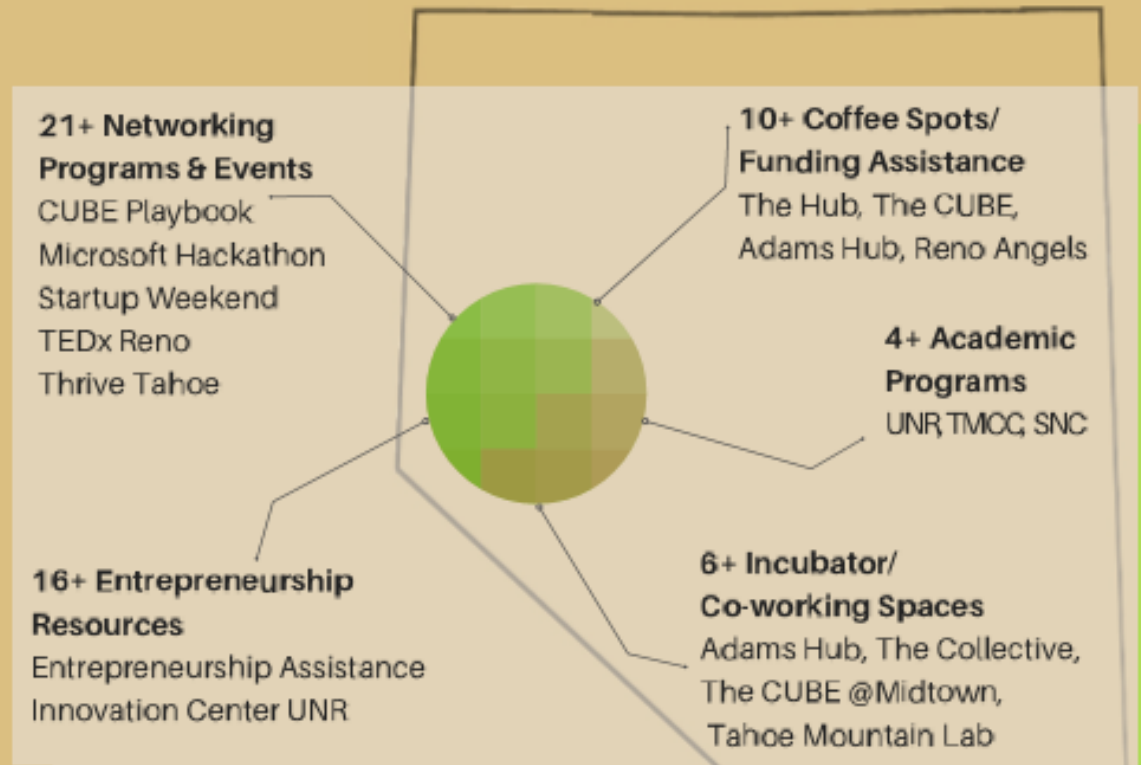 21+ Networking
Programs & Events
CUBE Playbook
Microsoft Hackathon
Startup Weekend
TEDx Reno
Thrive Tahoe
10+ Coffee Spots/
Funding Assistance
The Hub, The CUBE,
Adams Hub, Reno Angels
4+ Academic
Programs
UNR, TMCC, SNC
16+ Entrepreneurship
Resources
Entrepreneurship Assistance
Innovation Center UNR
6+ Incubator/
Co-working Spaces
Adams Hub, The Collective,
The CUBE @Midtown,
Tahoe Mountain Lab